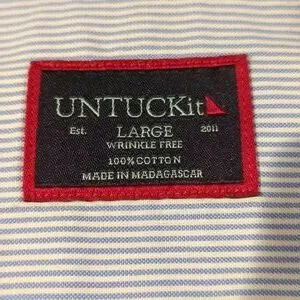 UNTUCKit
Est. LARGE 2011
WRINKLE FREE
100% COTTON
MADE IN MADAGASCAR